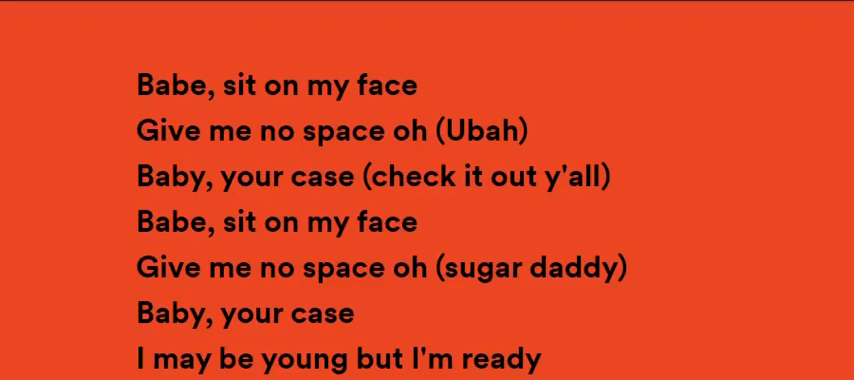 Babe, sit on my face
Give me no space oh (Ubah)
Baby, your case (check it out y'all)
Babe, sit on my face
Give me no space oh (sugar daddy)
Baby, your case
I may be young but I'm ready